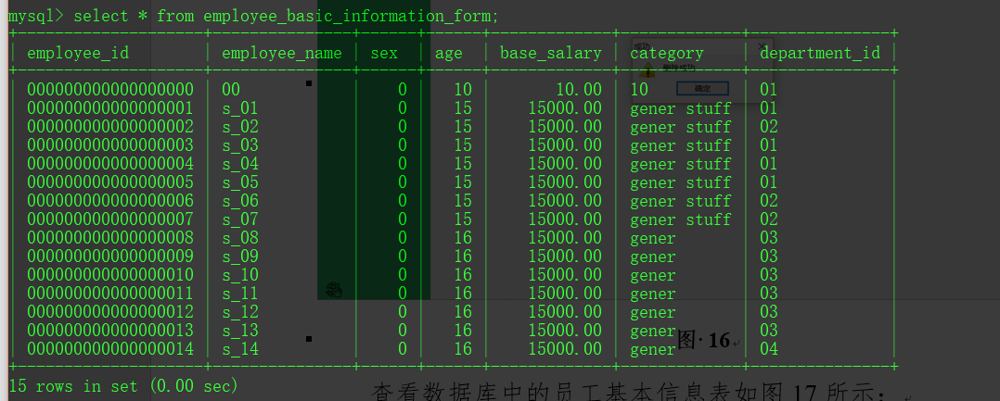 mysql> select * from employee_basic_information_form;
employee_id | employee_name | sex | age | base_salary | category | department_id
000000000000000000 | 00 | 0 | 10 | 10.00 | 10 | 01
000000000000000001 | s_01 | 0 | 15 | 15000.00 | gener stuff | 01
000000000000000002 | s_02 | 0 | 15 | 15000.00 | gener stuff | 02
000000000000000003 | s_03 | 0 | 15 | 15000.00 | gener stuff | 01
000000000000000004 | s_04 | 0 | 15 | 15000.00 | gener stuff | 01
000000000000000005 | s_05 | 0 | 15 | 15000.00 | gener stuff | 01
000000000000000006 | s_06 | 0 | 15 | 15000.00 | gener stuff | 02
000000000000000007 | s_07 | 0 | 15 | 15000.00 | gener stuff | 02
000000000000000008 | s_08 | 0 | 16 | 15000.00 | gener | 03
000000000000000009 | s_09 | 0 | 16 | 15000.00 | gener | 03
000000000000000010 | s_10 | 0 | 16 | 15000.00 | gener | 03
000000000000000011 | s_11 | 0 | 16 | 15000.00 | gener | 03
000000000000000012 | s_12 | 0 | 16 | 15000.00 | gener | 03
000000000000000013 | s_13 | 0 | 16 | 15000.00 | gener | 03
000000000000000014 | s_14 | 0 | 16 | 15000.00 | gener | 04
15 rows in set (0.00 sec)
删除成功
确定
图·16
查看数据库中的员工基本信息表如图 17 所示：